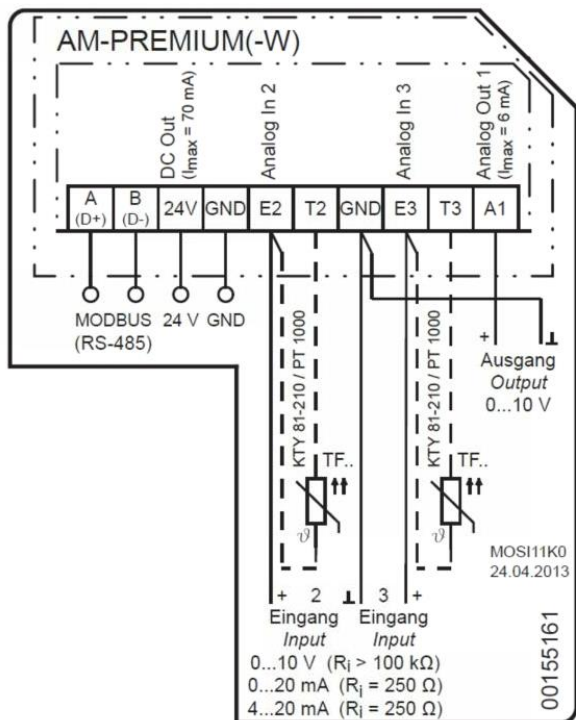 AM-PREMIUM(-W)
DC Out
(Imax = 70 mA)
Analog In 2
Analog In 3
Analog Out 1
(Imax = 6 mA)
A
(D+)
B
(D-)
24V
GND
E2
T2
GND
E3
T3
A1
MODBUS
(RS-485)
24 V
GND
KTY 81-210 / PT 1000
TF..
ϑ
KTY 81-210 / PT 1000
TF..
ϑ
+ ⊥
Ausgang
Output
0...10 V
MOSI11K0
24.04.2013
+ 2 ⊥ 3 +
Eingang Eingang
Input Input
0...10 V (Ri > 100 kΩ)
0...20 mA (Ri = 250 Ω)
4...20 mA (Ri = 250 Ω)
00155161